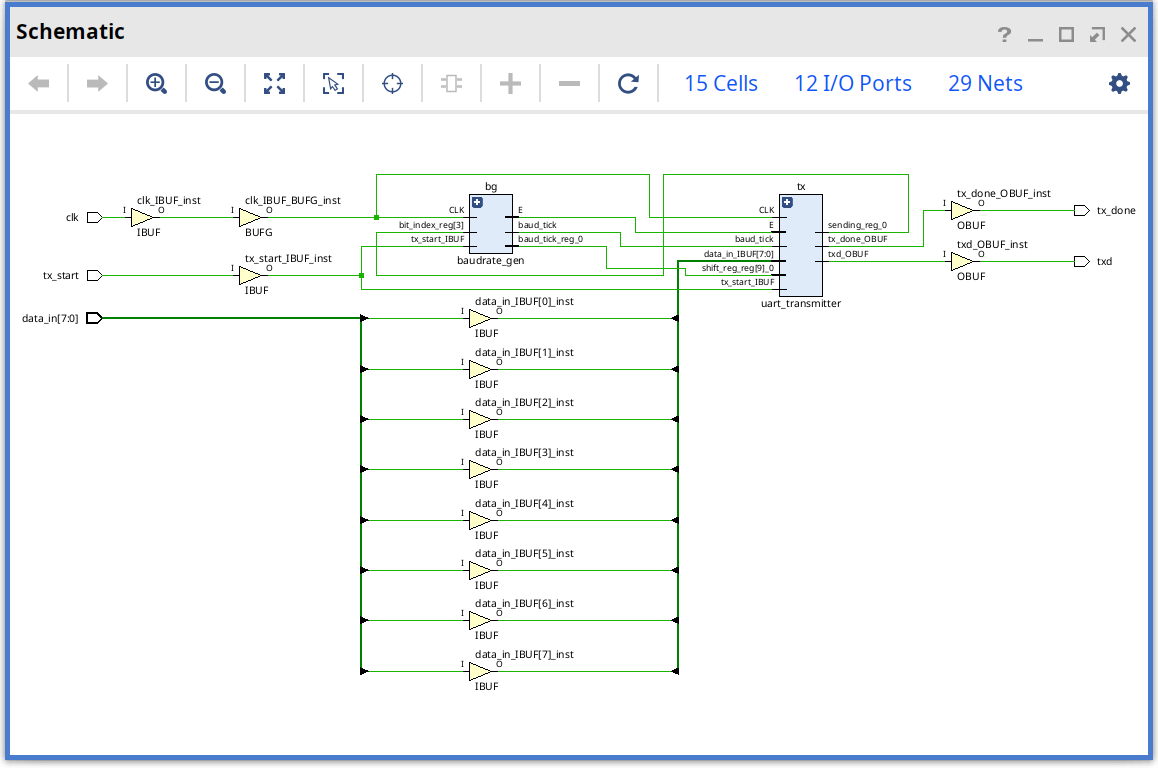 Schematic
15 Cells 12 I/O Ports 29 Nets
clk
clk_IBUF_inst
I O
IBUF
clk_IBUF_BUFG_inst
I O
BUFG
tx_start
tx_start_IBUF_inst
I O
IBUF
data_in[7:0]
bg
CLK E
bit_index_reg[3] baud_tick
tx_start_IBUF baud_tick_reg_0
baudrate_gen
tx
CLK
E sending_reg_0
baud_tick tx_done_OBUF
data_in_IBUF[7:0] txd_OBUF
shift_reg_reg[9]_0
tx_start_IBUF
uart_transmitter
tx_done_OBUF_inst
I O
OBUF
tx_done
txd_OBUF_inst
I O
OBUF
txd
data_in_IBUF[0]_inst
I O
IBUF
data_in_IBUF[1]_inst
I O
IBUF
data_in_IBUF[2]_inst
I O
IBUF
data_in_IBUF[3]_inst
I O
IBUF
data_in_IBUF[4]_inst
I O
IBUF
data_in_IBUF[5]_inst
I O
IBUF
data_in_IBUF[6]_inst
I O
IBUF
data_in_IBUF[7]_inst
I O
IBUF